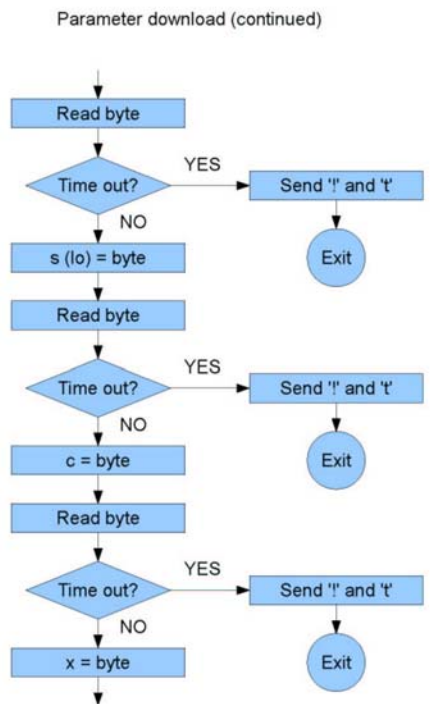 Parameter download (continued)
Read byte
Time out?
YES
Send '!' and 't'
NO
Exit
s (lo) = byte
Read byte
Time out?
YES
Send '!' and 't'
NO
Exit
c = byte
Read byte
Time out?
YES
Send '!' and 't'
NO
Exit
x = byte